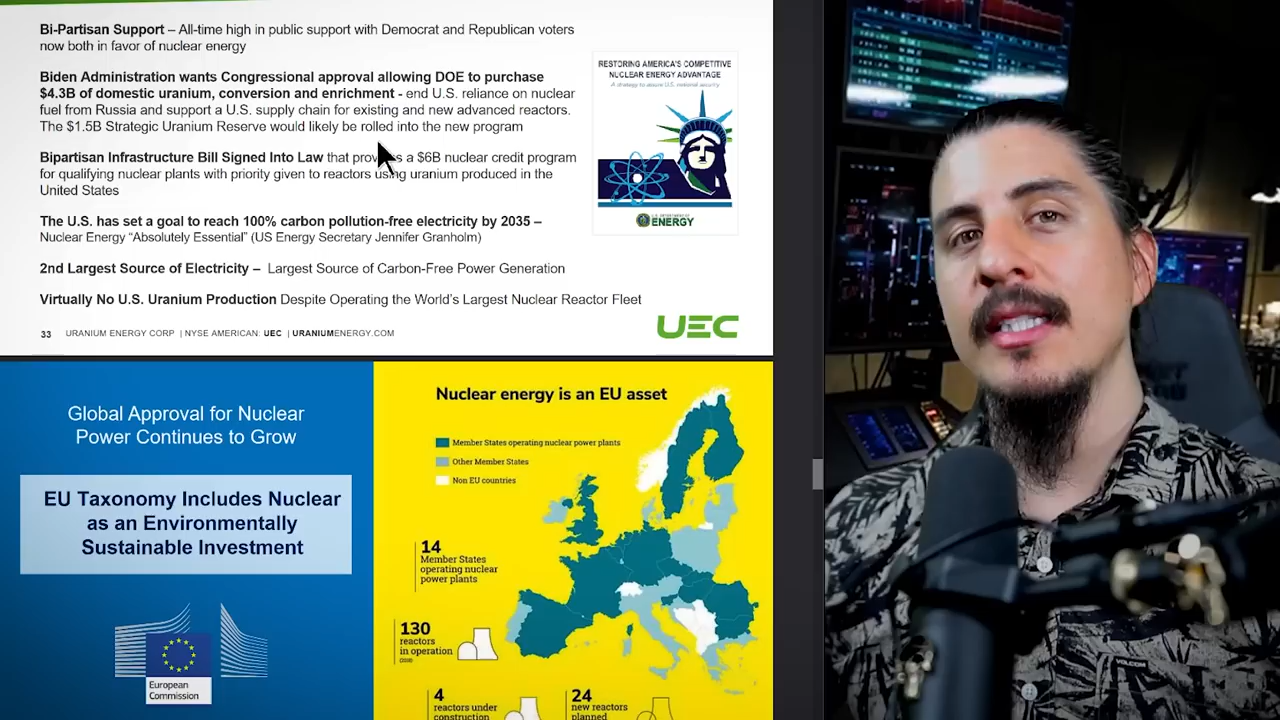 Bi-Partisan Support – All-time high in public support with Democrat and Republican voters
now both in favor of nuclear energy
Biden Administration wants Congressional approval allowing DOE to purchase
$4.3B of domestic uranium, conversion and enrichment - end U.S. reliance on nuclear
fuel from Russia and support a U.S. supply chain for existing and new advanced reactors.
The $1.5B Strategic Uranium Reserve would likely be rolled into the new program
Bipartisan Infrastructure Bill Signed Into Law that provides a $6B nuclear credit program
for qualifying nuclear plants with priority given to reactors using uranium produced in the
United States
The U.S. has set a goal to reach 100% carbon pollution-free electricity by 2035 –
Nuclear Energy “Absolutely Essential” (US Energy Secretary Jennifer Granholm)
2nd Largest Source of Electricity – Largest Source of Carbon-Free Power Generation
Virtually No U.S. Uranium Production Despite Operating the World’s Largest Nuclear Reactor Fleet
33 URANIUM ENERGY CORP | NYSE AMERICAN: UEC | URANIUMENERGY.COM
UEC
RESTORING AMERICA'S COMPETITIVE
NUCLEAR ENERGY ADVANTAGE
A strategy to assure U.S. national security
U.S. DEPARTMENT OF
ENERGY
Global Approval for Nuclear
Power Continues to Grow
EU Taxonomy Includes Nuclear
as an Environmentally
Sustainable Investment
European
Commission
Nuclear energy is an EU asset
Member States operating nuclear power plants
Other Member States
Non EU countries
14
Member States
operating nuclear
power plants
130
reactors
in operation
4
reactors under
construction
24
new reactors
planned
VOLCOM